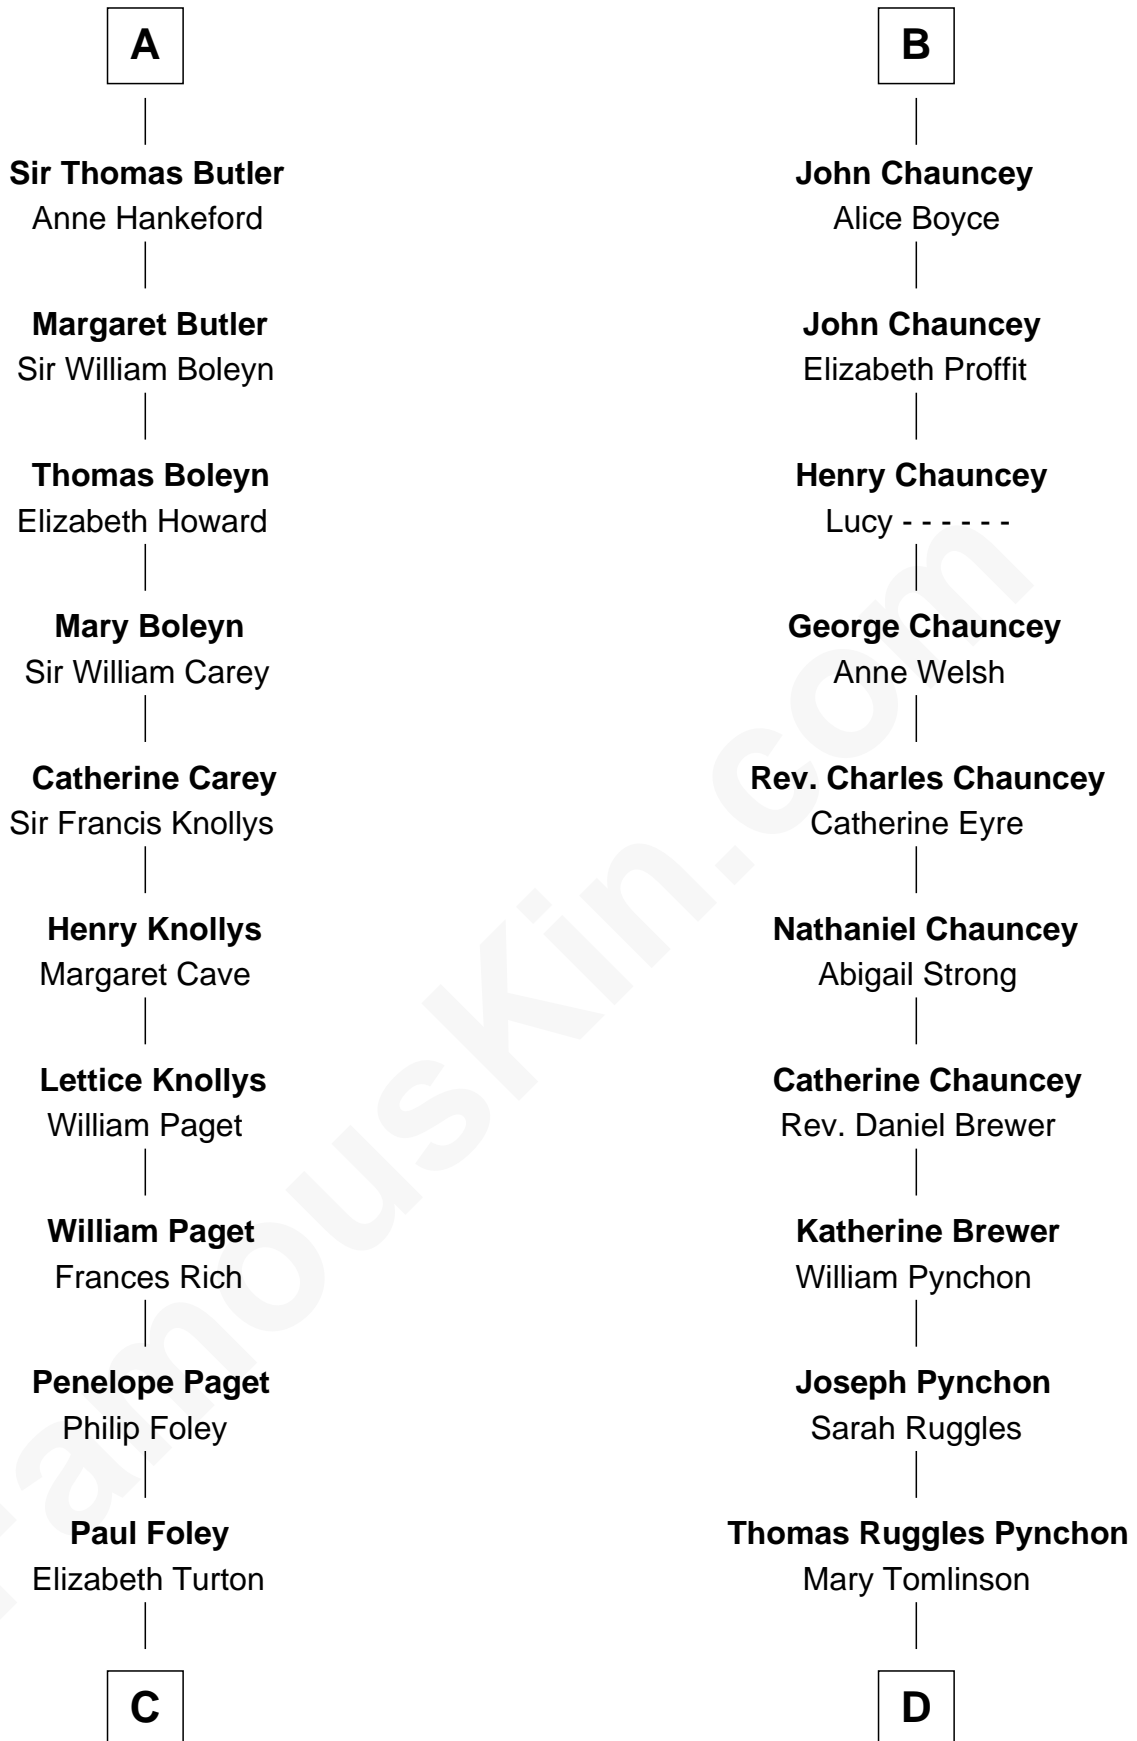 A
Sir Thomas Butler
Anne Hankeford
Margaret Butler
Sir William Boleyn
Thomas Boleyn
Elizabeth Howard
Mary Boleyn
Sir William Carey
Catherine Carey
Sir Francis Knollys
Henry Knollys
Margaret Cave
Lettice Knollys
William Paget
William Paget
Frances Rich
Penelope Paget
Philip Foley
Paul Foley
Elizabeth Turton
C
B
John Chauncey
Alice Boyce
John Chauncey
Elizabeth Proffit
Henry Chauncey
Lucy - - - - - -
George Chauncey
Anne Welsh
Rev. Charles Chauncey
Catherine Eyre
Nathaniel Chauncey
Abigail Strong
Catherine Chauncey
Rev. Daniel Brewer
Katherine Brewer
William Pynchon
Joseph Pynchon
Sarah Ruggles
Thomas Ruggles Pynchon
Mary Tomlinson
D
FamousKin.com